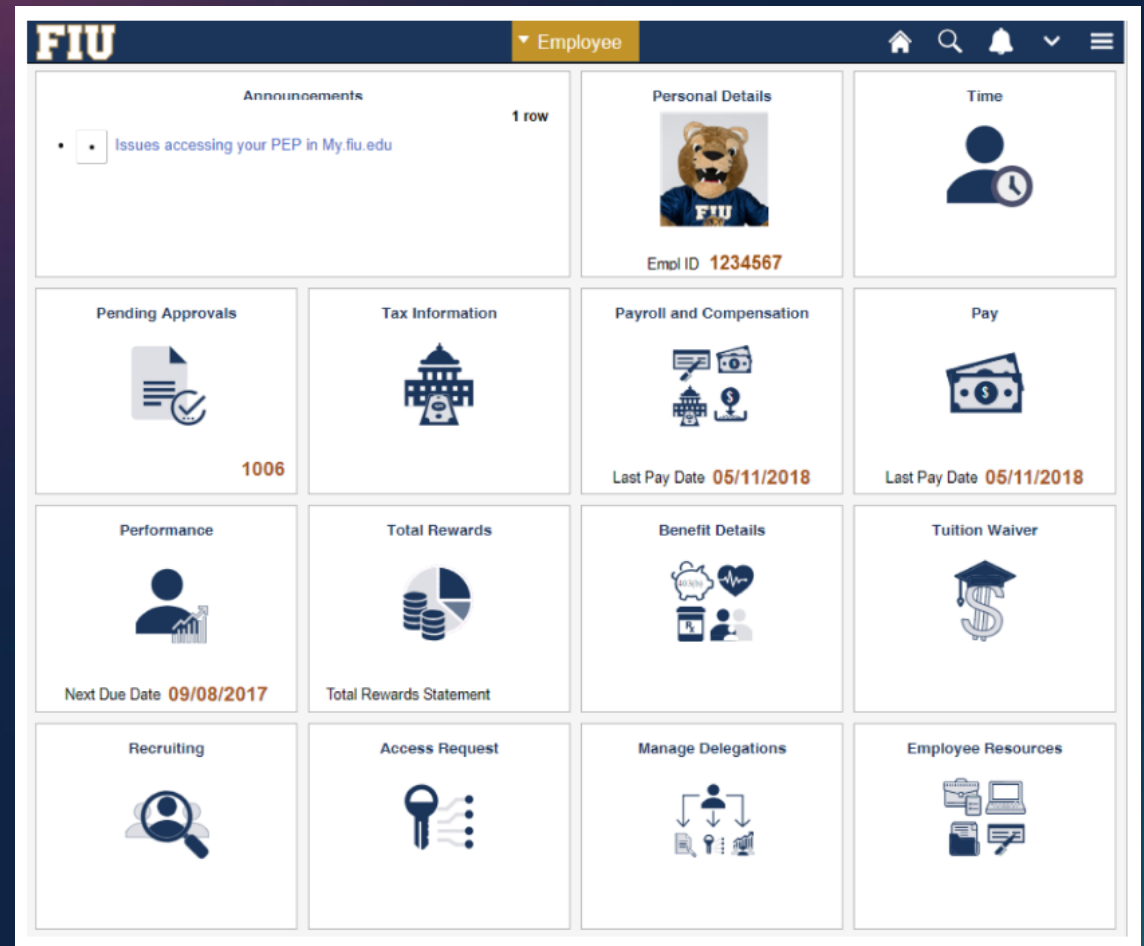 FIU
Employee
Announcements
1 row
Issues accessing your PEP in My.fiu.edu
Personal Details
FIU
Empl ID 1234567
Time
Pending Approvals
1006
Tax Information
Payroll and Compensation
Last Pay Date 05/11/2018
Pay
Last Pay Date 05/11/2018
Performance
Next Due Date 09/08/2017
Total Rewards
Total Rewards Statement
Benefit Details
403(b)
Rx
Tuition Waiver
Recruiting
Access Request
Manage Delegations
Employee Resources